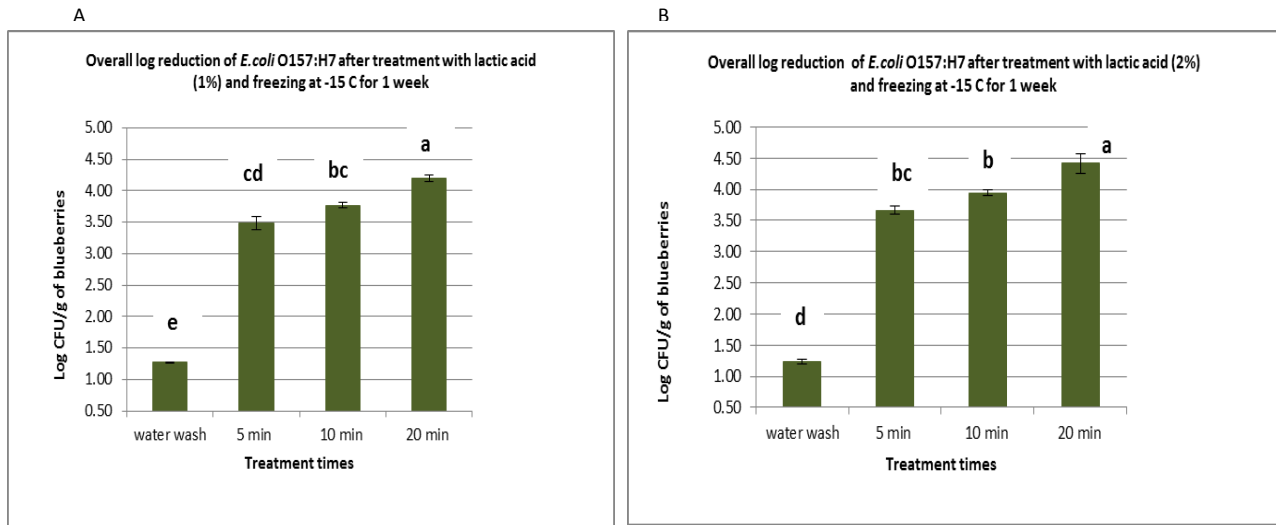 A
Overall log reduction of E.coli O157:H7 after treatment with lactic acid
(1%) and freezing at -15 C for 1 week
Log CFU/g of blueberries
5.00
4.50
4.00
3.50
3.00
2.50
2.00
1.50
1.00
0.50
e
cd
bc
a
water wash 5 min 10 min 20 min
Treatment times
B
Overall log reduction of E.coli O157:H7 after treatment with lactic acid (2%)
and freezing at -15 C for 1 week
Log CFU/g of blueberries
5.00
4.50
4.00
3.50
3.00
2.50
2.00
1.50
1.00
0.50
d
bc
b
a
water wash 5 min 10 min 20 min
Treatment times